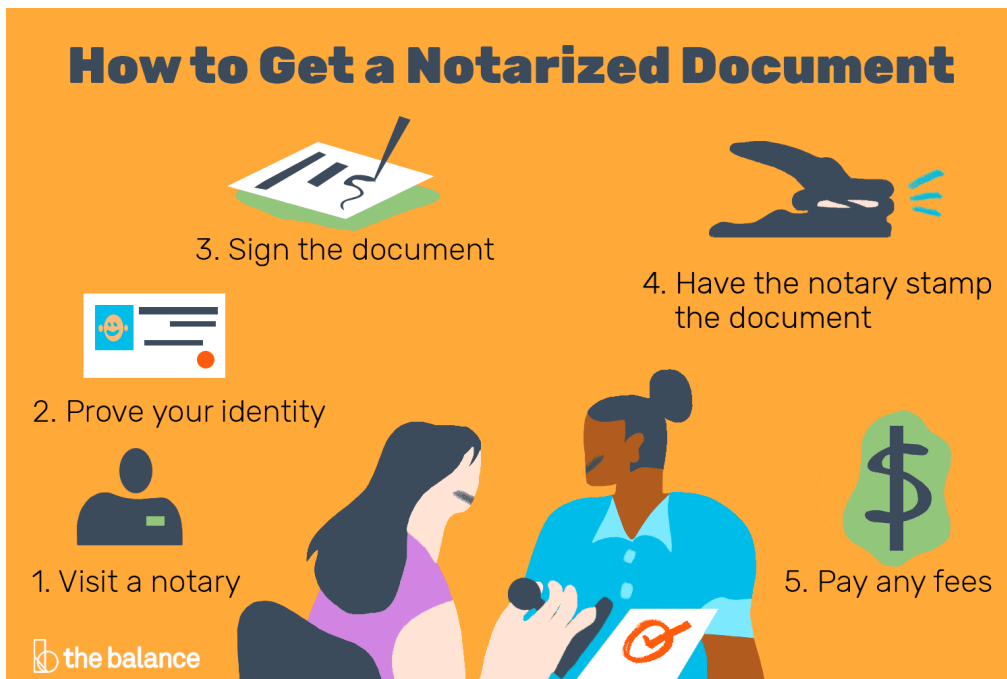 How to Get a Notarized Document
1. Visit a notary
2. Prove your identity
3. Sign the document
4. Have the notary stamp
the document
5. Pay any fees
the balance